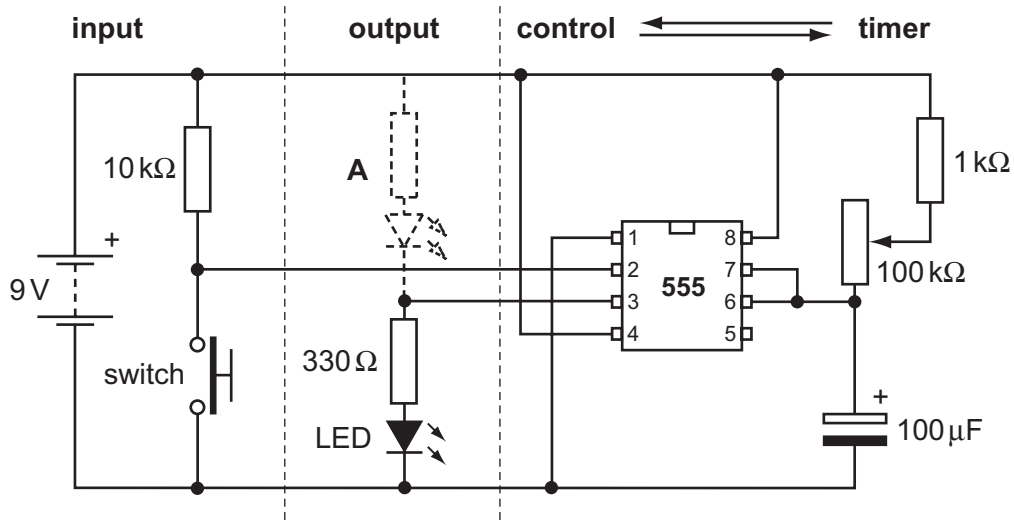 input output control timer
10 kΩ
A
1 kΩ
+
9 V
1 8
2 7
3 555 6
4 5
100 kΩ
switch
330 Ω
LED
+
100 μF